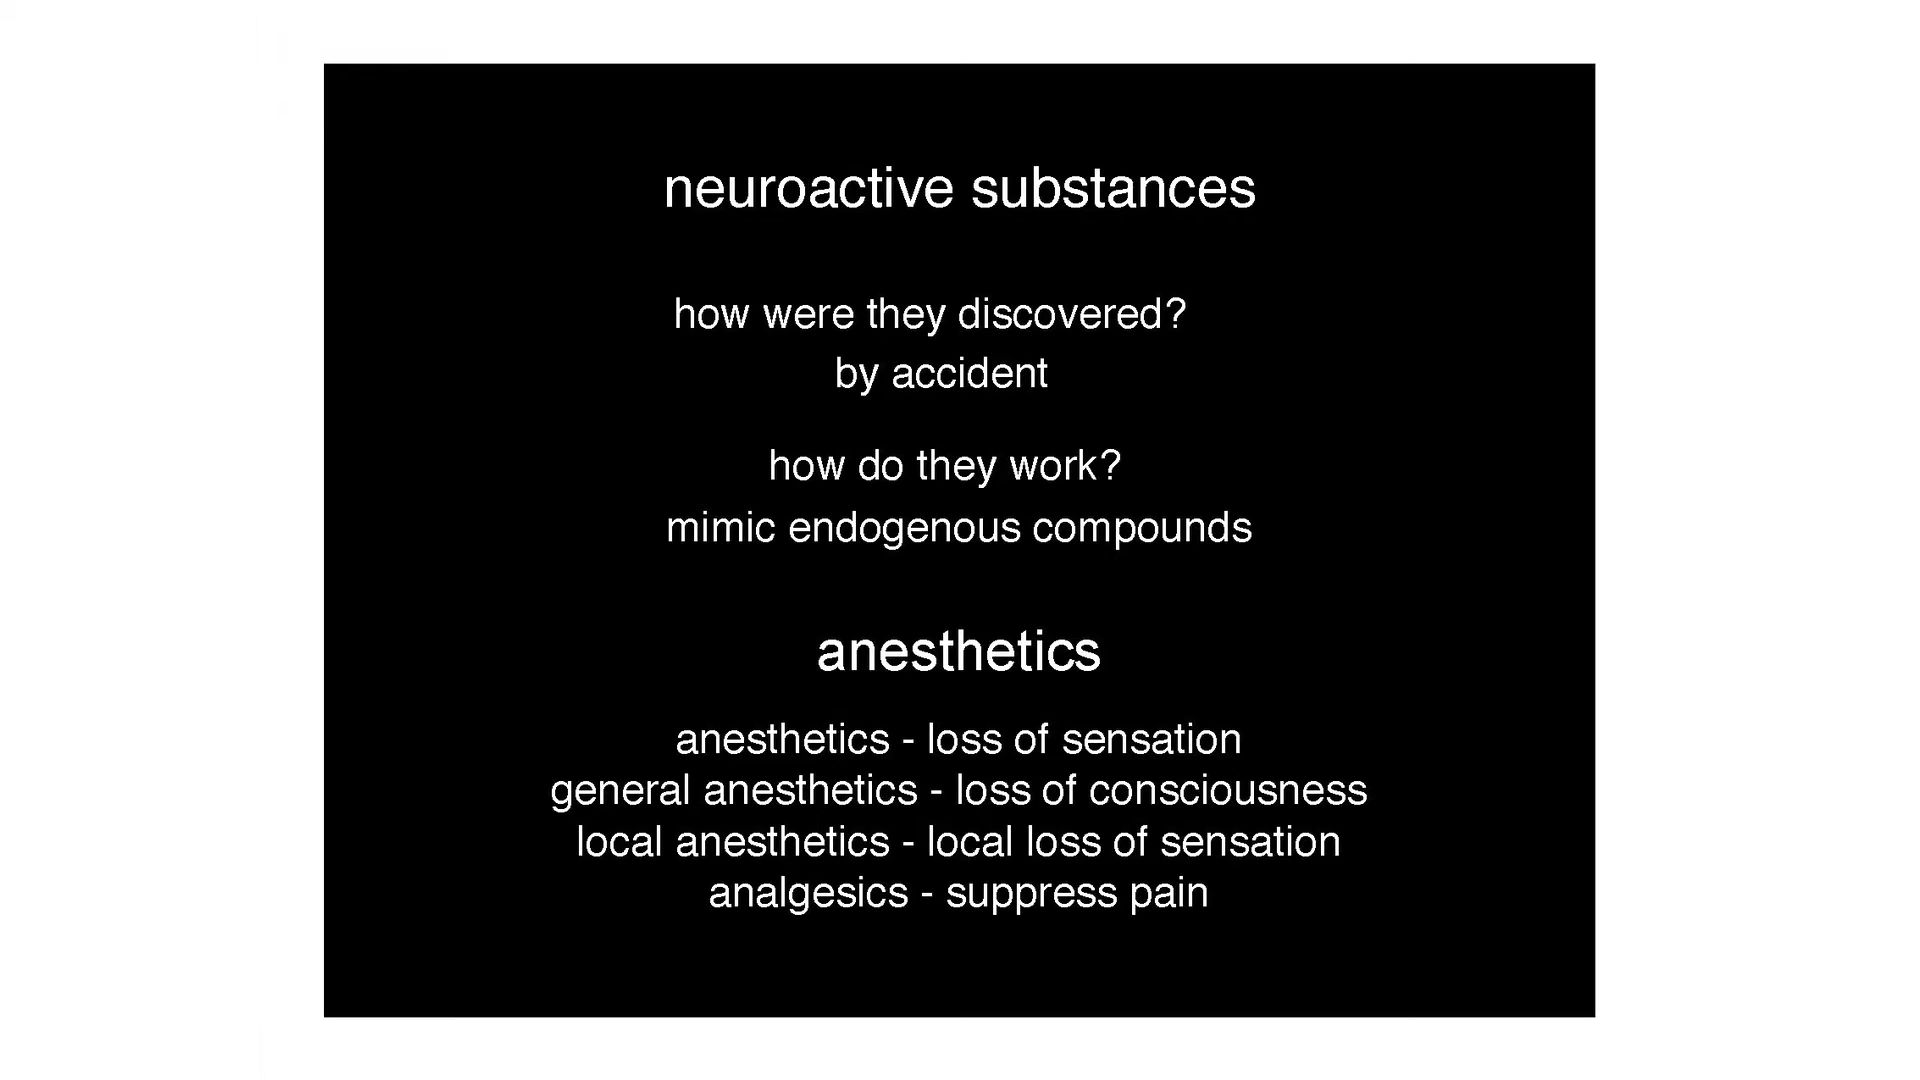 neuroactive substances
how were they discovered?
by accident
how do they work?
mimic endogenous compounds
anesthetics
anesthetics - loss of sensation
general anesthetics - loss of consciousness
local anesthetics - local loss of sensation
analgesics - suppress pain